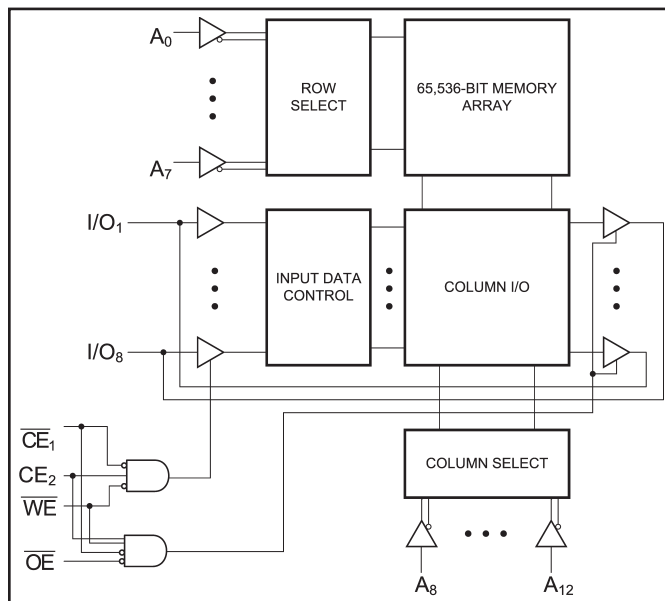 A0
ROW
SELECT
65,536-BIT MEMORY
ARRAY
A7
I/O1
INPUT DATA
CONTROL
COLUMN I/O
I/O8
CE1
CE2
WE
OE
COLUMN SELECT
A8
A12